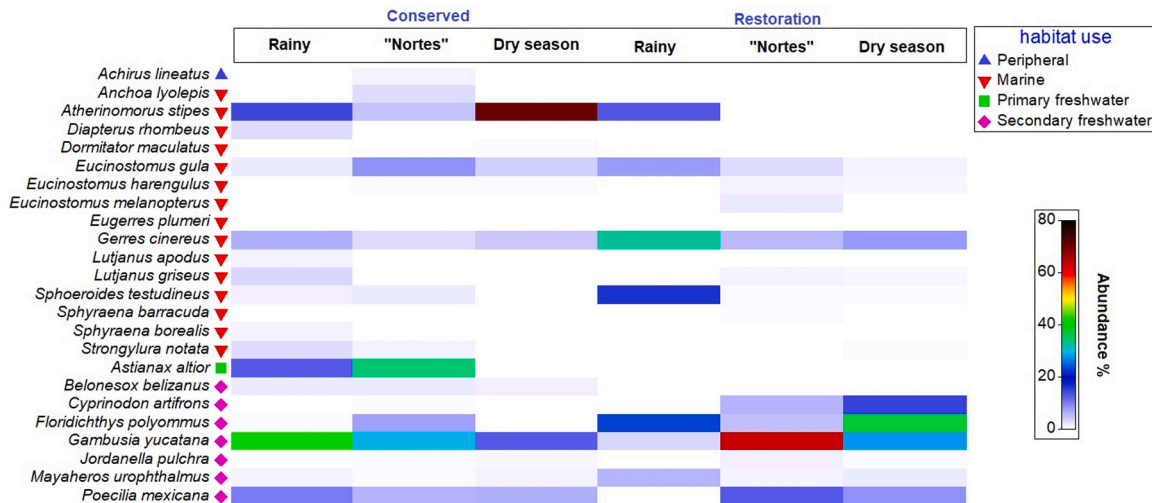 Conserved Restoration
Rainy "Nortes" Dry season Rainy "Nortes" Dry season
habitat use
Peripheral
Marine
Primary freshwater
Secondary freshwater
Achirus lineatus
Anchoa lyolepis
Atherinomorus stipes
Diapterus rhombeus
Dormitator maculatus
Eucinostomus gula
Eucinostomus harengulus
Eucinostomus melanopterus
Eugerres plumeri
Gerres cinereus
Lutjanus apodus
Lutjanus griseus
Sphoeroides testudineus
Sphyraena barracuda
Sphyraena borealis
Strongylura notata
Astianax altior
Belonesox belizanus
Cyprinodon artifrons
Floridichthys polyommus
Gambusia yucatana
Jordanella pulchra
Mayaheros urophthalmus
Poecilia mexicana
80
60
40
20
0
Abundance %